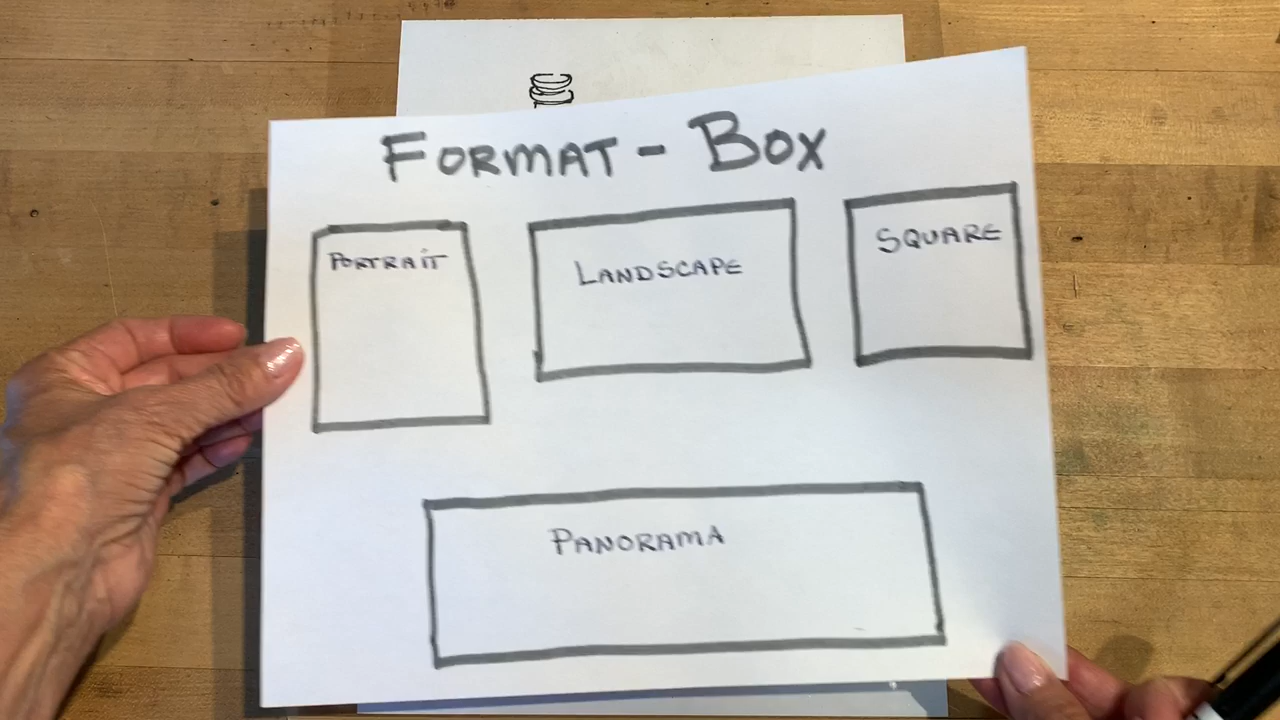 FORMAT - BOX
PORTRAiT
LANDSCAPE
SQUARE
PANORAMA